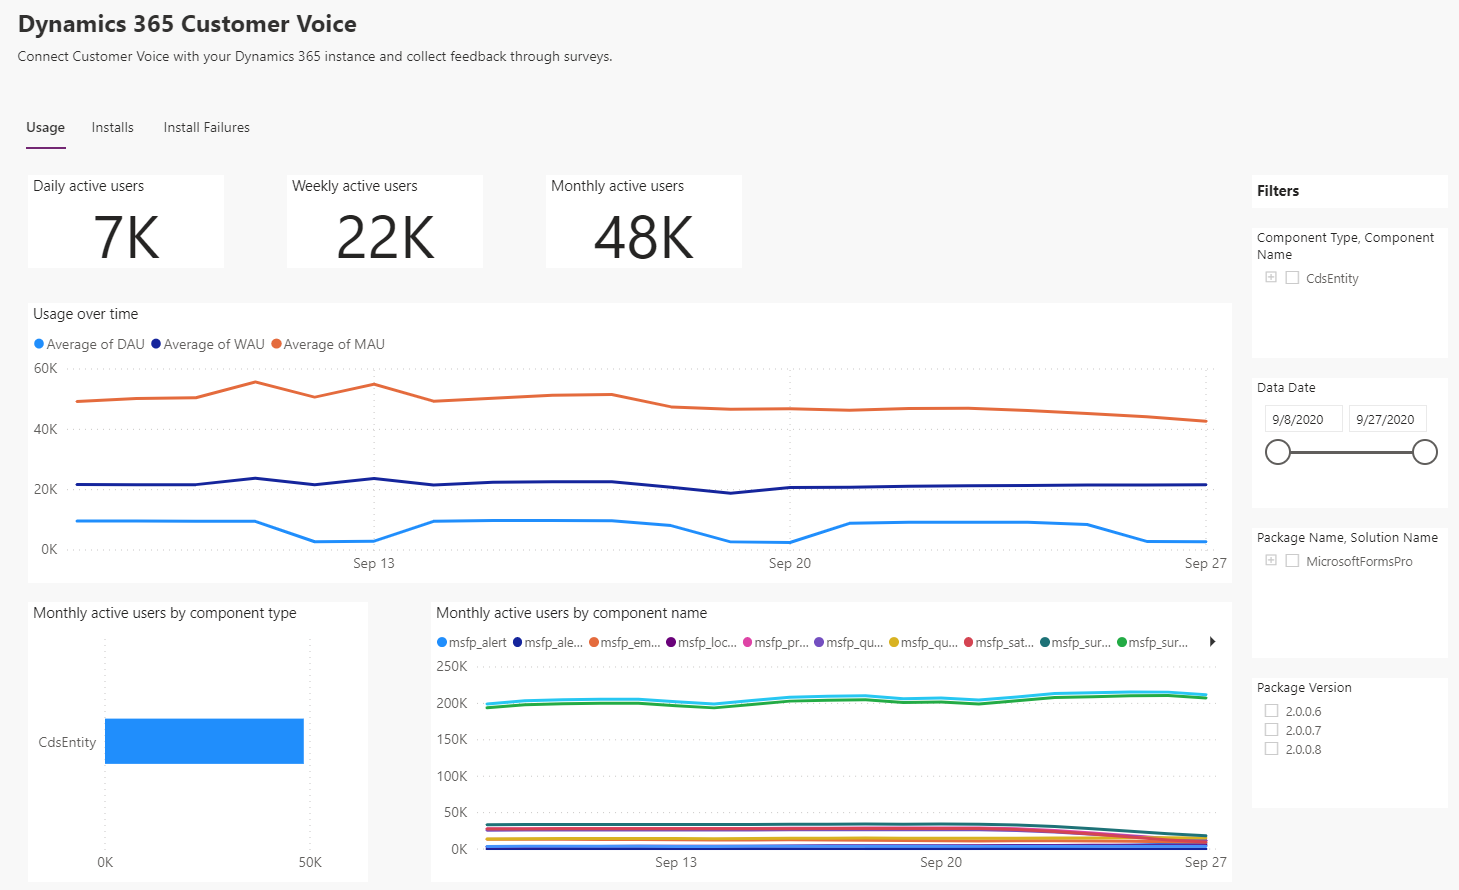 Dynamics 365 Customer Voice
Connect Customer Voice with your Dynamics 365 instance and collect feedback through surveys.
Usage Installs Install Failures
Daily active users
7K
Weekly active users
22K
Monthly active users
48K
Usage over time
Average of DAU Average of WAU Average of MAU
60K
40K
20K
0K
Sep 13 Sep 20 Sep 27
Monthly active users by component type
CdsEntity
0K 50K
Monthly active users by component name
msfp_alert msfp_ale... msfp_em... msfp_loc... msfp_pr... msfp_qu... msfp_qu... msfp_sat... msfp_sur... msfp_sur...
250K
200K
150K
100K
50K
0K
Sep 13 Sep 20 Sep 27
Filters
Component Type, Component
Name
CdsEntity
Data Date
9/8/2020 9/27/2020
Package Name, Solution Name
MicrosoftFormsPro
Package Version
2.0.0.6
2.0.0.7
2.0.0.8